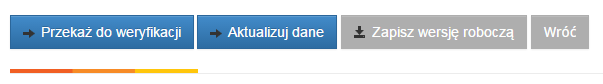 Przekaż do weryfikacji Aktualizuj dane Zapisz wersję roboczą Wróć